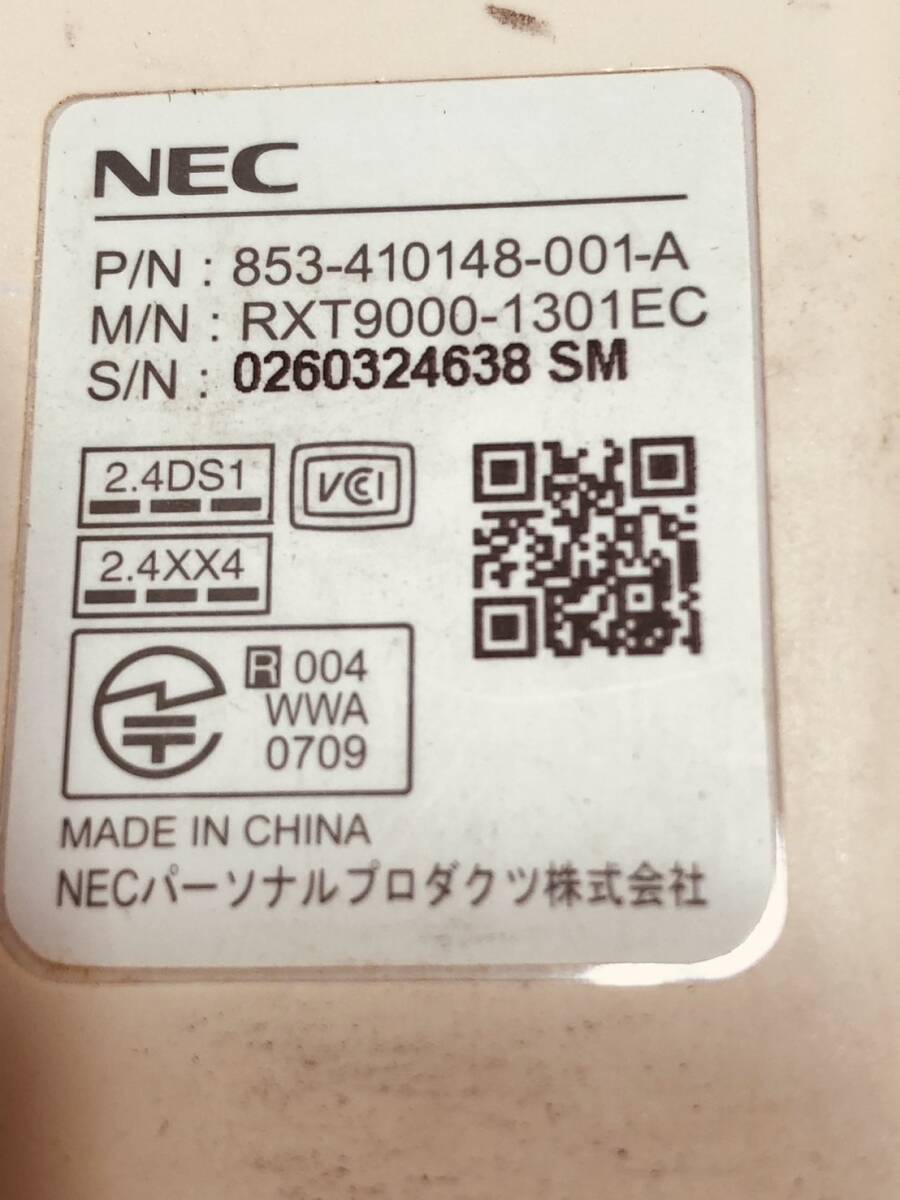 NEC
P/N : 853-410148-001-A
M/N : RXT9000-1301EC
S/N : 0260324638 SM
2.4DS1
VCCI
2.4XX4
R 004
WWA
0709
MADE IN CHINA
NECパーソナルプロダクツ株式会社